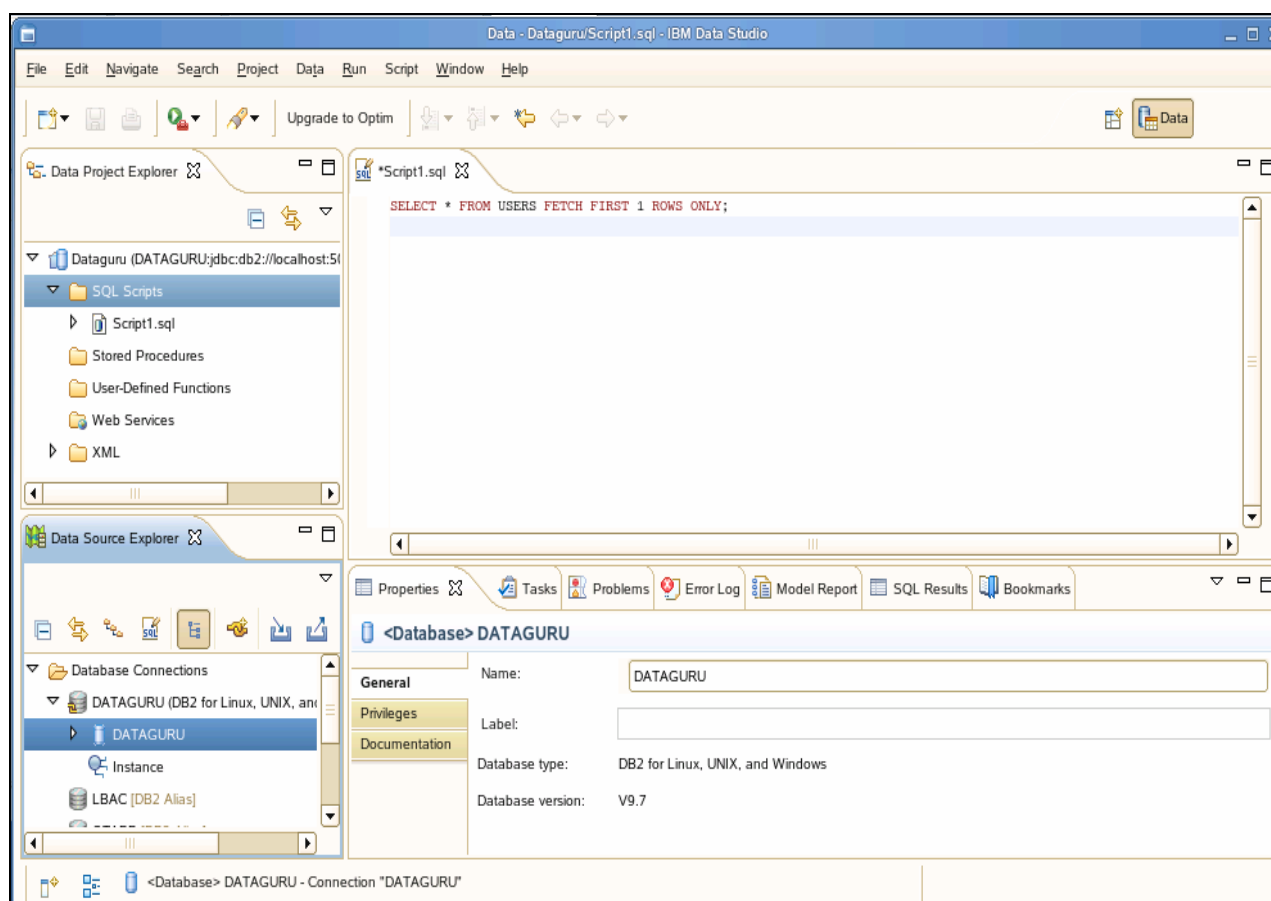 Data - Dataguru/Script1.sql - IBM Data Studio
File Edit Navigate Search Project Data Run Script Window Help
Upgrade to Optim
Data
Data Project Explorer
Dataguru (DATAGURU:jdbc:db2://localhost:50
SQL Scripts
Script1.sql
Stored Procedures
User-Defined Functions
Web Services
XML
*Script1.sql
SELECT * FROM USERS FETCH FIRST 1 ROWS ONLY;
Data Source Explorer
Database Connections
DATAGURU (DB2 for Linux, UNIX, and
DATAGURU
Instance
LBAC [DB2 Alias]
Properties Tasks Problems Error Log Model Report SQL Results Bookmarks
<Database> DATAGURU
General
Privileges
Documentation
Name: DATAGURU
Label:
Database type: DB2 for Linux, UNIX, and Windows
Database version: V9.7
<Database> DATAGURU - Connection "DATAGURU"